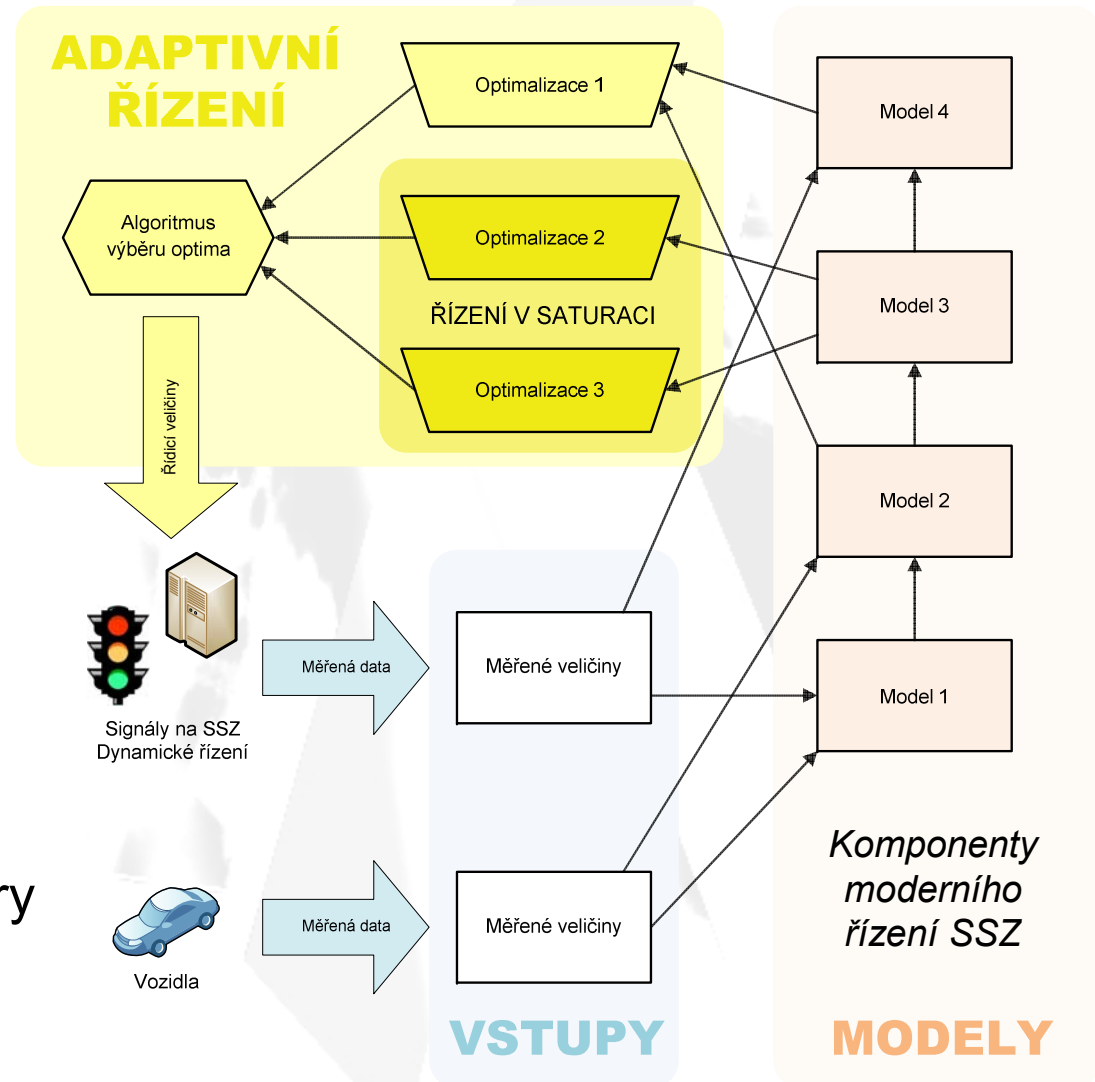 ADAPTIVNÍ
ŘÍZENÍ
Optimalizace 1
Model 4
Algoritmus
výběru optima
Optimalizace 2
ŘÍZENÍ V SATURACI
Model 3
Optimalizace 3
Řídicí veličiny
Model 2
Měřená data
Měřené veličiny
Model 1
Signály na SSZ
Dynamické řízení
ry
Měřená data
Měřené veličiny
Vozidla
Komponenty
moderního
řízení SSZ
VSTUPY
MODELY